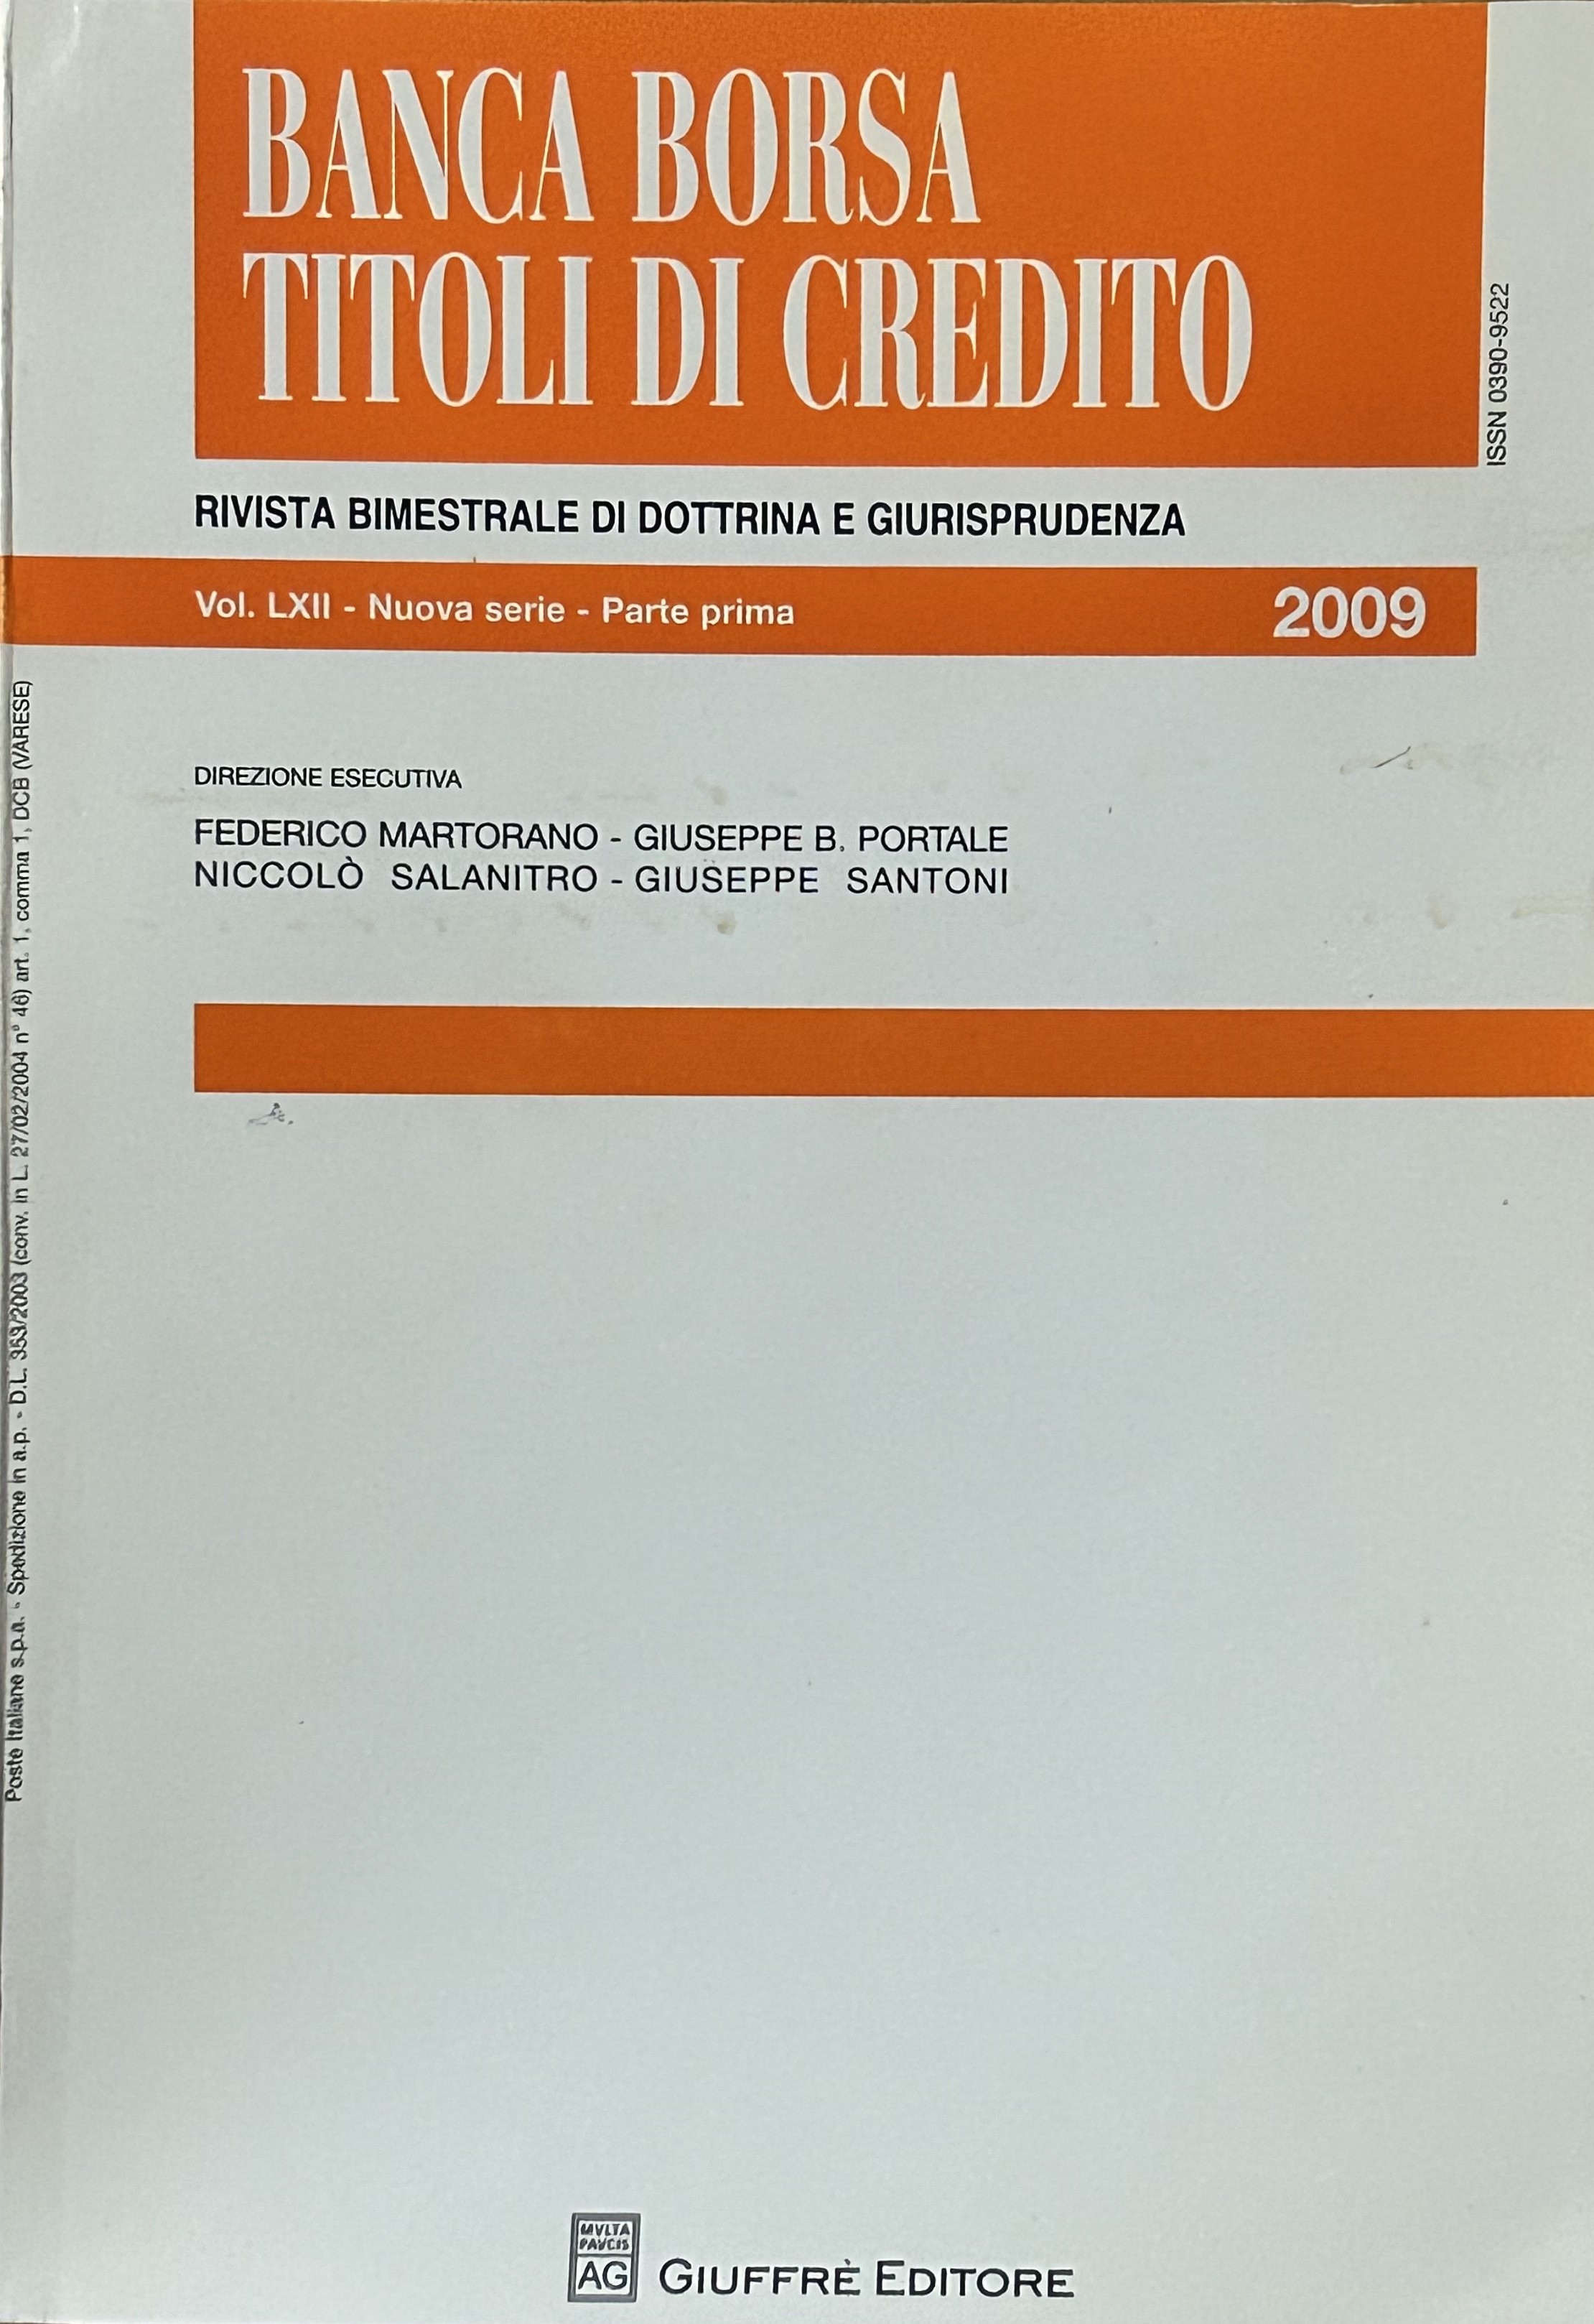 BANCA BORSA
TITOLI DI CREDITO
ISSN 0390-9522
RIVISTA BIMESTRALE DI DOTTRINA E GIURISPRUDENZA
Vol. LXII - Nuova serie - Parte prima 2009
DIREZIONE ESECUTIVA
FEDERICO MARTORANO - GIUSEPPE B. PORTALE
NICCOLÒ SALANITRO - GIUSEPPE SANTONI
Poste Italiane s.p.a. - Spedizione in a.p. - D.L. 353/2003 (conv. in L. 27/02/2004 n° 46) art. 1, comma 1, DCB (VARESE)
MVLTA
PAVCIS
AG
GIUFFRÈ EDITORE